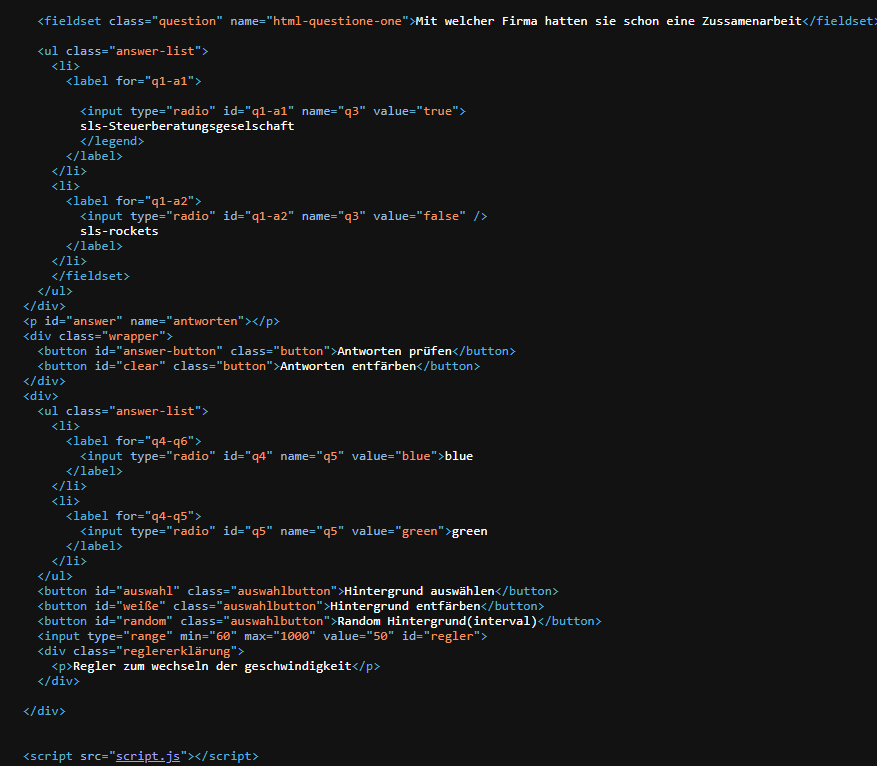 <fieldset class="question" name="html-questione-one">Mit welcher Firma hatten sie schon eine Zussamenarbeit</fieldset>
<ul class="answer-list">
<li>
<label for="q1-a1">
<input type="radio" id="q1-a1" name="q3" value="true">
sls-Steuerberatungsgeselschaft
</legend>
</label>
</li>
<li>
<label for="q1-a2">
<input type="radio" id="q1-a2" name="q3" value="false" />
sls-rockets
</label>
</li>
</fieldset>
</ul>
</div>
<p id="answer" name="antworten"></p>
<div class="wrapper">
<button id="answer-button" class="button">Antworten prüfen</button>
<button id="clear" class="button">Antworten entfärben</button>
</div>
<div>
<ul class="answer-list">
<li>
<label for="q4-q6">
<input type="radio" id="q4" name="q5" value="blue">blue
</label>
</li>
<li>
<label for="q4-q5">
<input type="radio" id="q5" name="q5" value="green">green
</label>
</li>
</ul>
<button id="auswahl" class="auswahlbutton">Hintergrund auswählen</button>
<button id="weiße" class="auswahlbutton">Hintergrund entfärben</button>
<button id="random" class="auswahlbutton">Random Hintergrund(interval)</button>
<input type="range" min="60" max="1000" value="50" id="regler">
<div class="reglererklärung">
<p>Regler zum wechseln der geschwindigkeit</p>
</div>
</div>
<script src="script.js"></script>